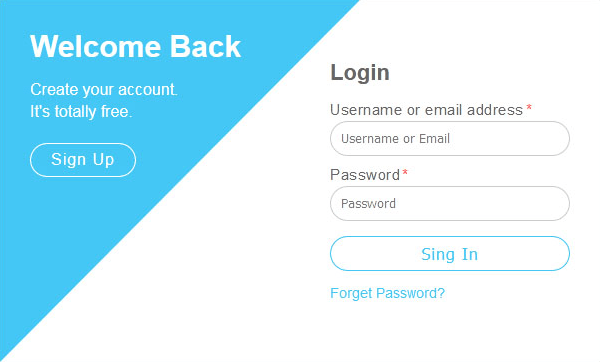 Welcome Back
Create your account.
It's totally free.
Sign Up
Login
Username or email address *
Username or Email
Password *
Password
Sing In
Forget Password?